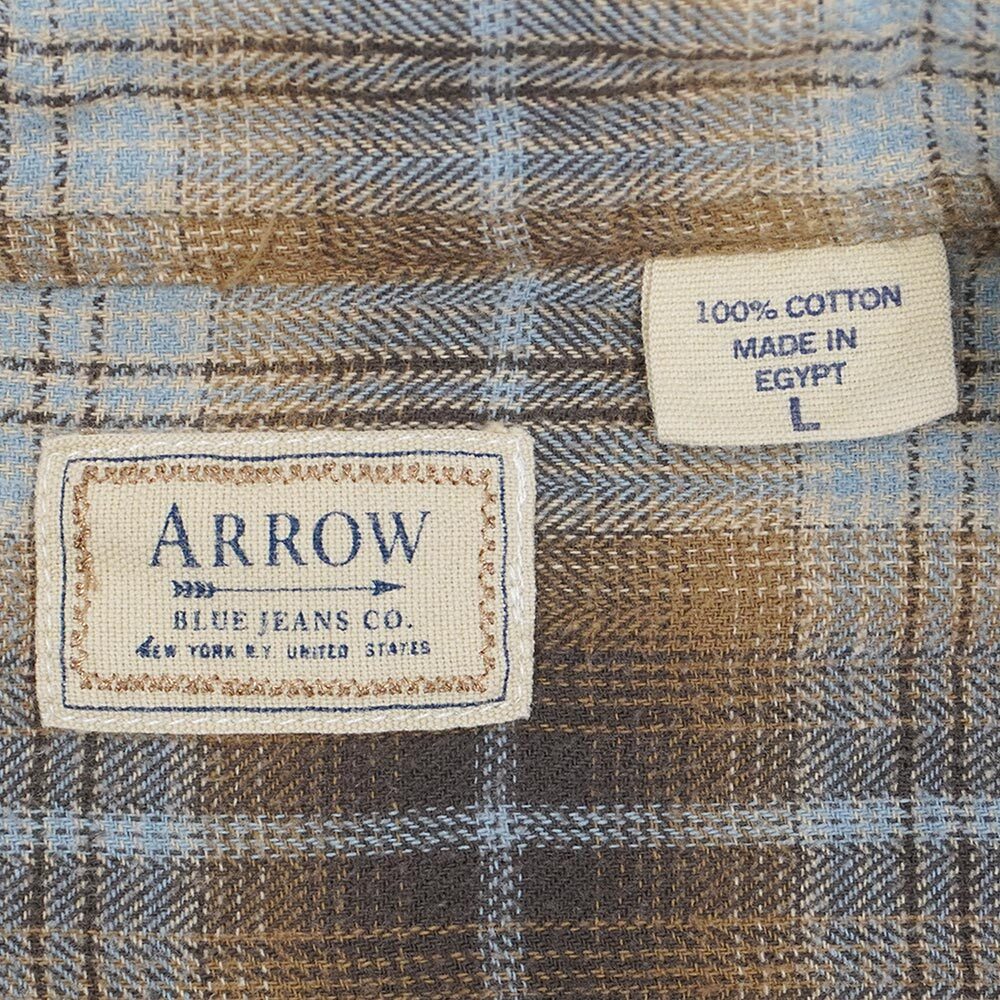 100% COTTON
MADE IN
EGYPT
L
ARROW
BLUE JEANS CO.
NEW YORK N.Y. UNITED STATES